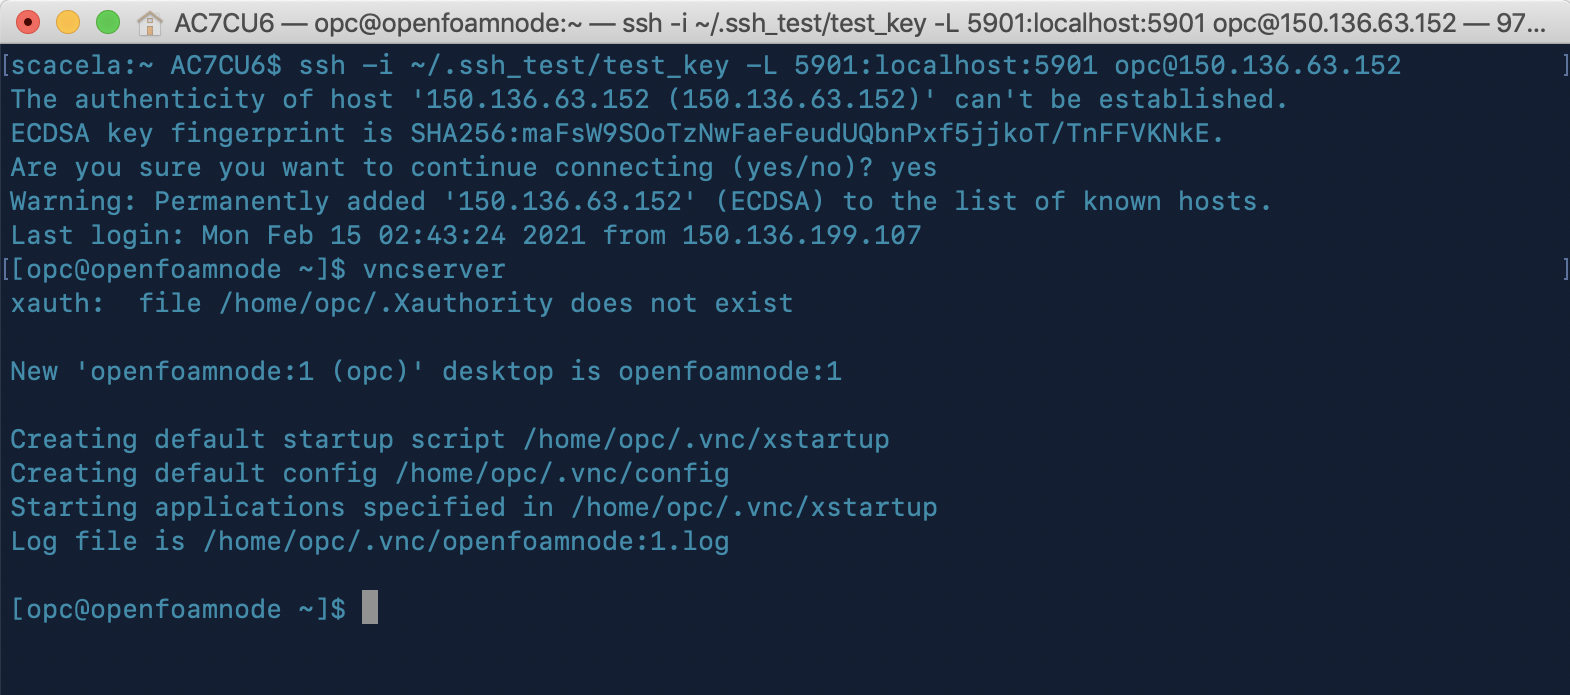 AC7CU6 — opc@openfoamnode:~ — ssh -i ~/.ssh_test/test_key -L 5901:localhost:5901 opc@150.136.63.152 — 97...
[scacela:~ AC7CU6$ ssh -i ~/.ssh_test/test_key -L 5901:localhost:5901 opc@150.136.63.152 ]
The authenticity of host '150.136.63.152 (150.136.63.152)' can't be established.
ECDSA key fingerprint is SHA256:maFsW9SOoTzNwFaeFeudUQbnPxf5jjkoT/TnFFVKNkE.
Are you sure you want to continue connecting (yes/no)? yes
Warning: Permanently added '150.136.63.152' (ECDSA) to the list of known hosts.
Last login: Mon Feb 15 02:43:24 2021 from 150.136.199.107
[[opc@openfoamnode ~]$ vncserver ]
xauth:  file /home/opc/.Xauthority does not exist
New 'openfoamnode:1 (opc)' desktop is openfoamnode:1
Creating default startup script /home/opc/.vnc/xstartup
Creating default config /home/opc/.vnc/config
Starting applications specified in /home/opc/.vnc/xstartup
Log file is /home/opc/.vnc/openfoamnode:1.log
[opc@openfoamnode ~]$